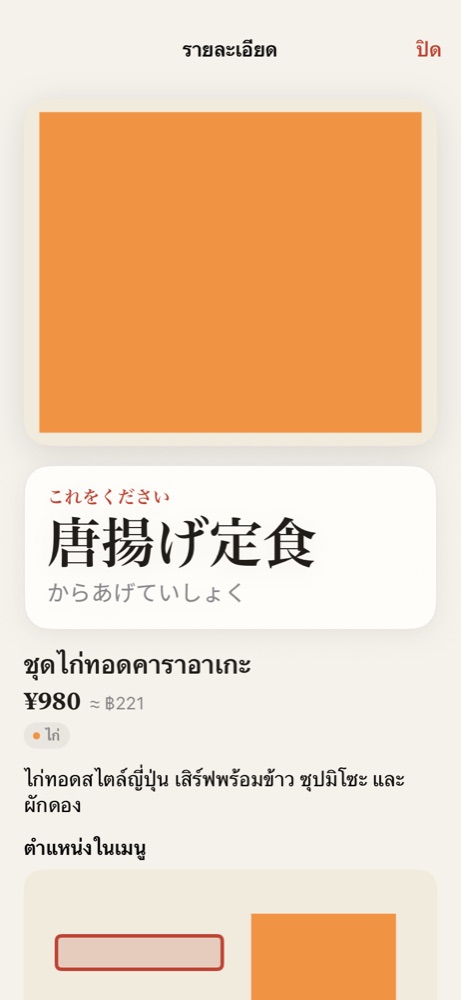 รายละเอียด
ปิด
これをください
唐揚げ定食
からあげていしょく
ชุดไก่ทอดคาราอาเกะ
¥980 ≈ ฿221
ไก่
ไก่ทอดสไตล์ญี่ปุ่น เสิร์ฟพร้อมข้าว ซุปมิโซะ และ
ผักดอง
ตำแหน่งในเมนู